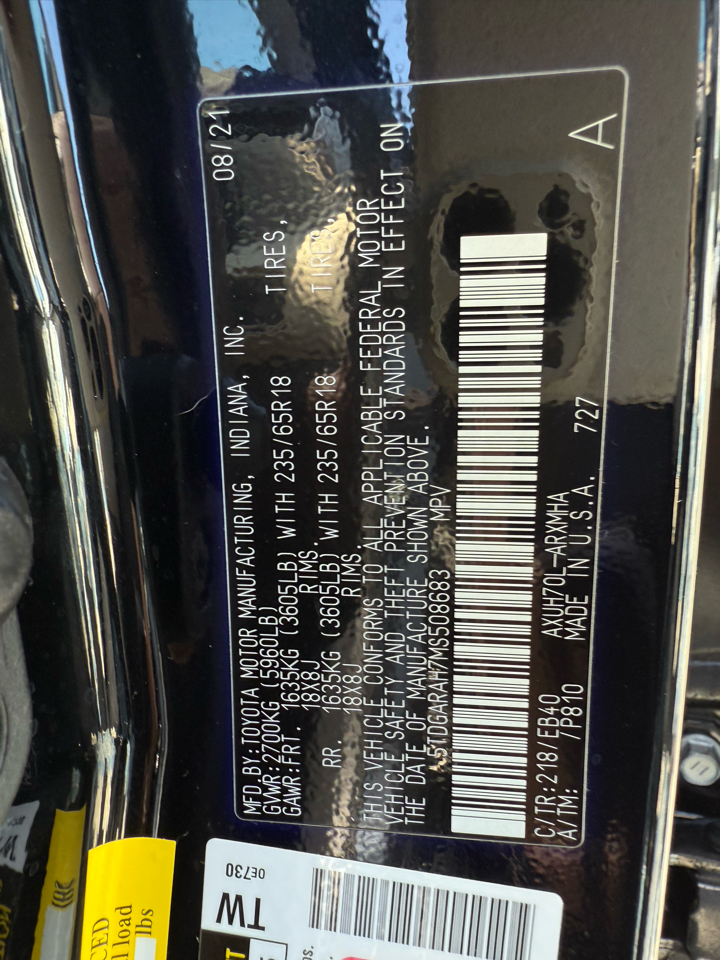 MFD.BY:TOYOTA MOTOR MANUFACTURING, INDIANA, INC. 08/21
GVWR:2700KG (5960LB)
GAWR:FRT. 1635KG (3605LB) WITH 235/65R18 TIRES,
18X8J RIMS.
RR. 1635KG (3605LB) WITH 235/65R18 TIRES,
18X8J RIMS.
THIS VEHICLE CONFORMS TO ALL APPLICABLE FEDERAL MOTOR
VEHICLE SAFETY AND THEFT PREVENTION STANDARDS IN EFFECT ON
THE DATE OF MANUFACTURE SHOWN ABOVE.
5TDGARAH7MS508683 MPV
C/TR:218/EB40 AXUH70L-ARXMHA 727
A/TM: /P810 MADE IN U.S.A. A
TW
0E730
load
lbs